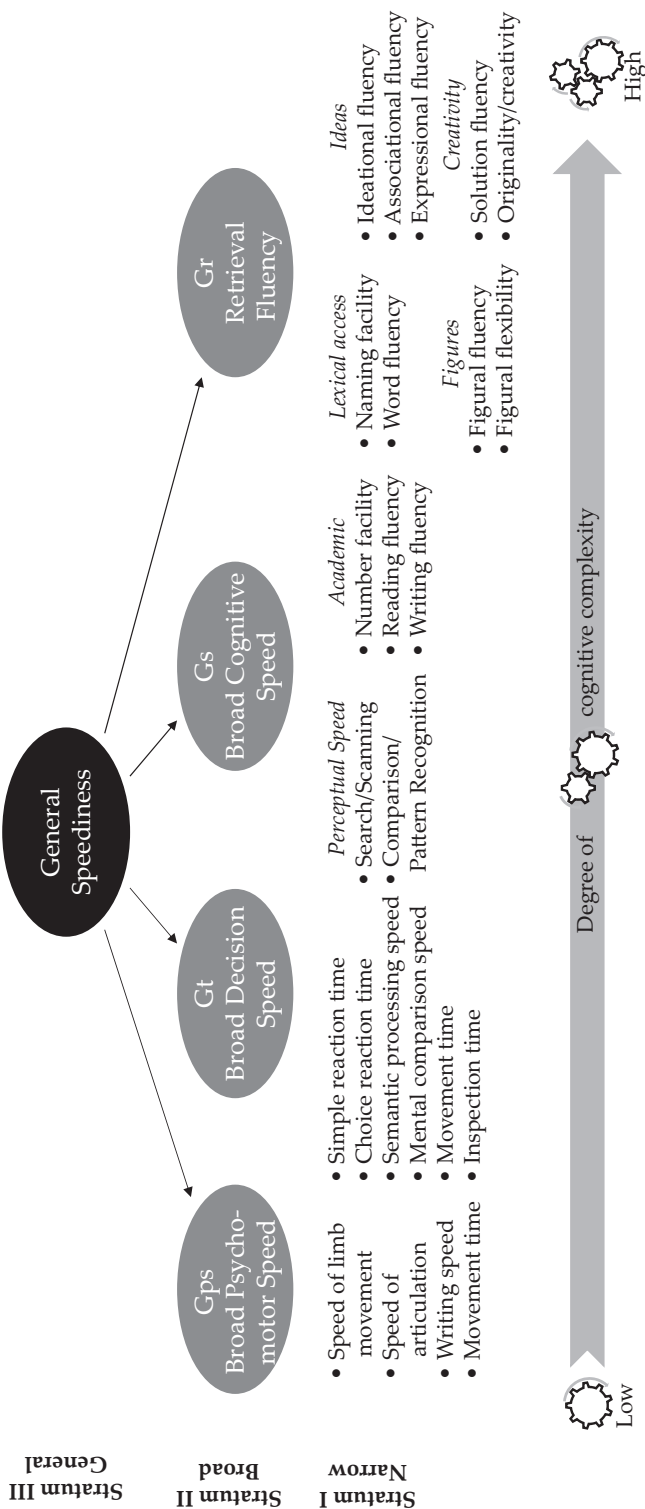 Stratum III
General
General
Speediness
Stratum II
Broad
Gps
Broad Psycho-
motor Speed
Gt
Broad Decision
Speed
Gs
Broad Cognitive
Speed
Gr
Retrieval
Fluency
Stratum I
Narrow
• Speed of limb
movement
• Speed of
articulation
• Writing speed
• Movement time
• Simple reaction time
• Choice reaction time
• Semantic processing speed
• Mental comparison speed
• Movement time
• Inspection time
Perceptual Speed
• Search/Scanning
• Comparison/
Pattern Recognition
Academic
• Number facility
• Reading fluency
• Writing fluency
Lexical access
• Naming facility
• Word fluency
Figures
• Figural fluency
• Figural flexibility
Ideas
• Ideational fluency
• Associational fluency
• Expressional fluency
Creativity
• Solution fluency
• Originality/creativity
Low
Degree of cognitive complexity
High